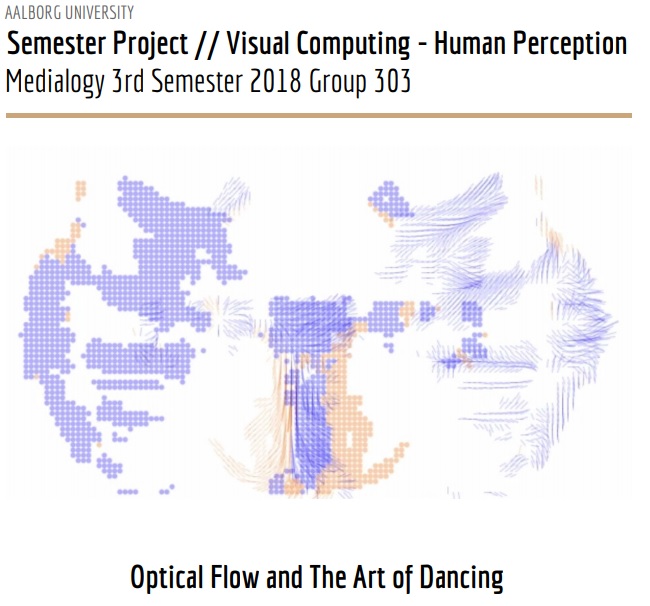 AALBORG UNIVERSITY
Semester Project // Visual Computing - Human Perception
Medialogy 3rd Semester 2018 Group 303
Optical Flow and The Art of Dancing